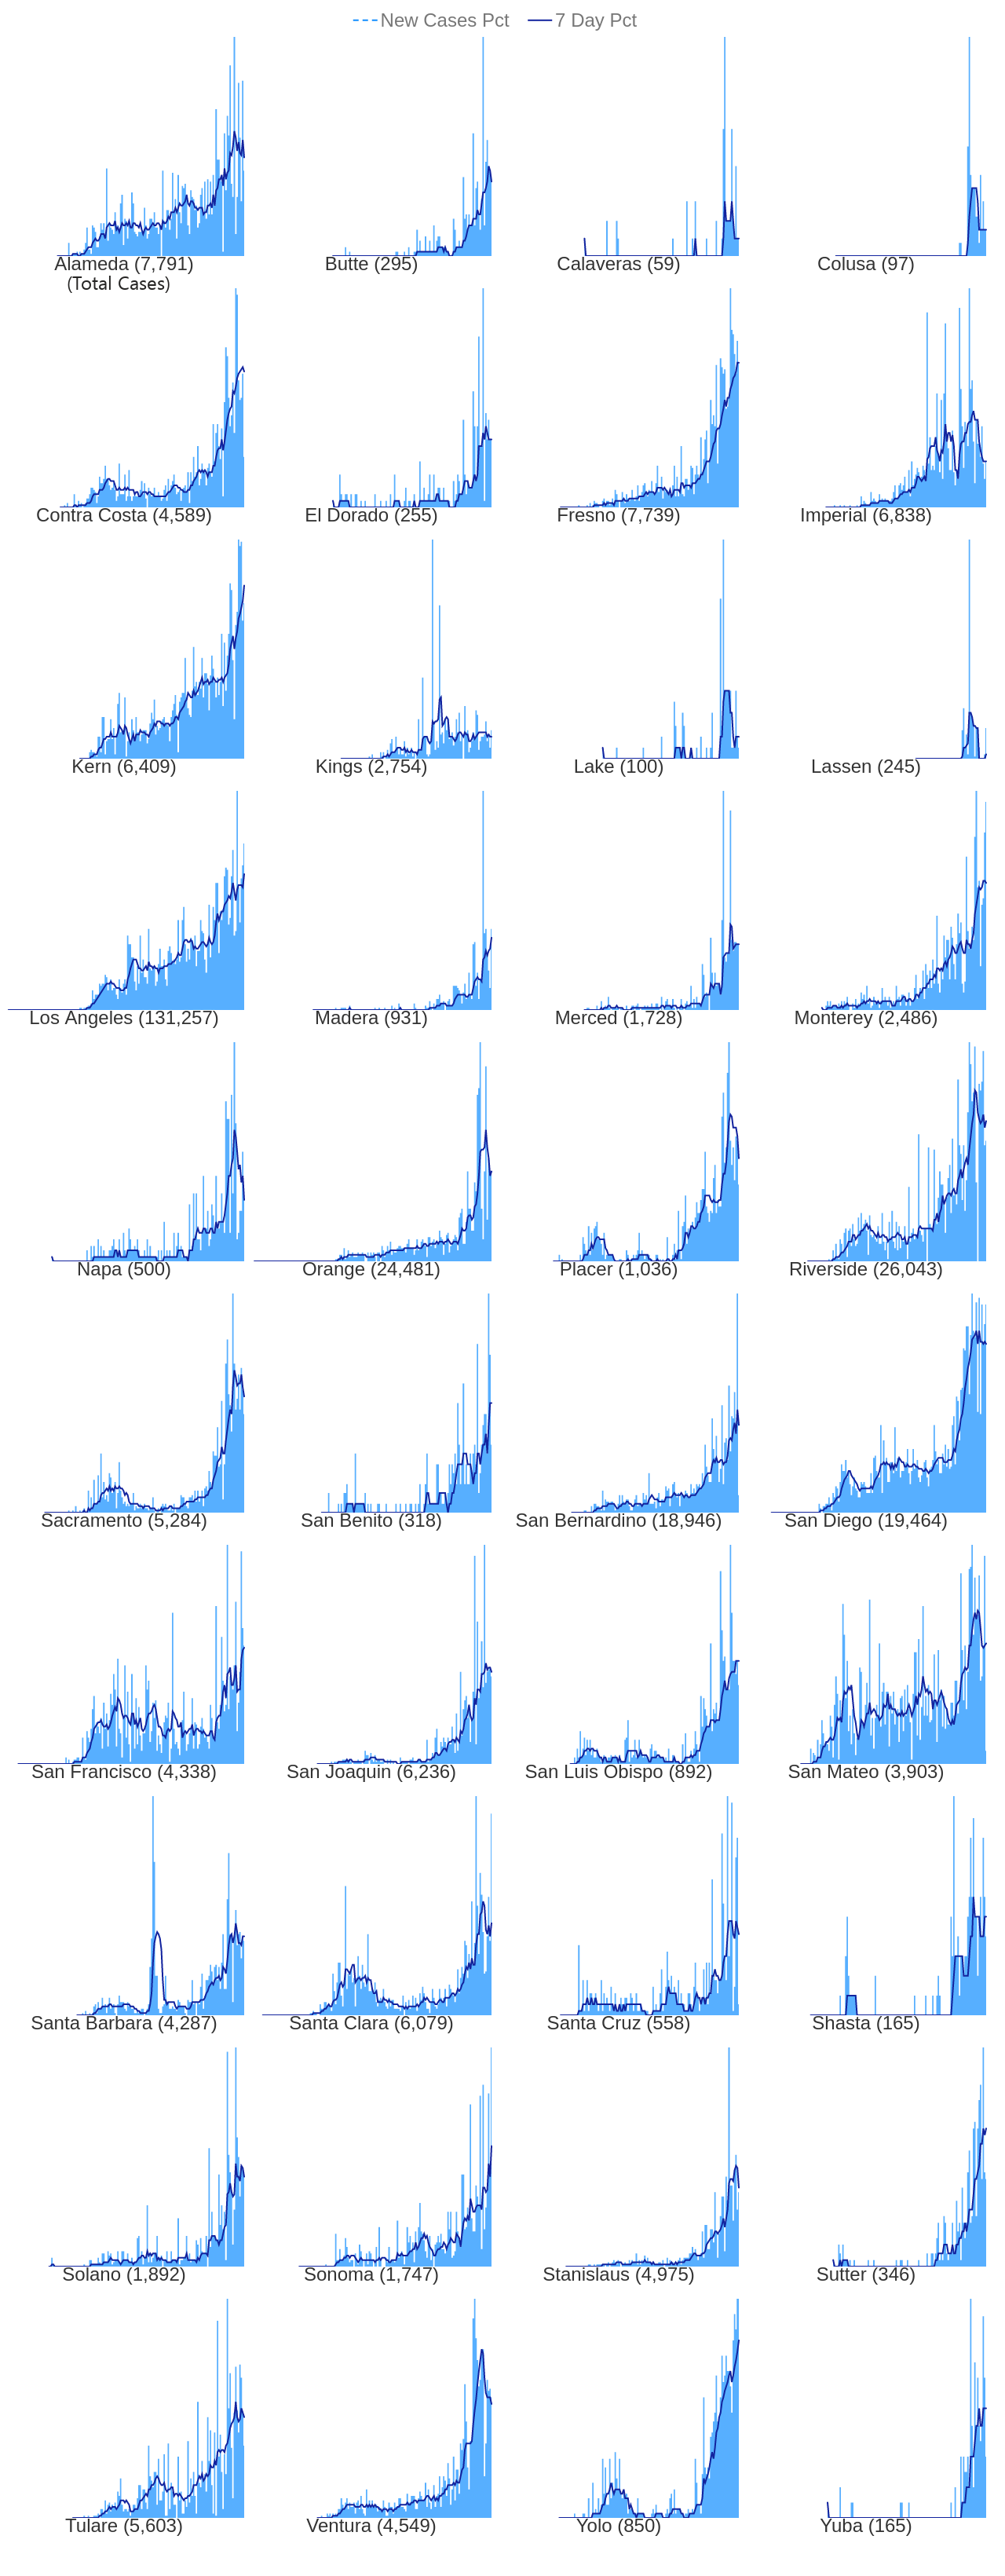 New Cases Pct 7 Day Pct
Alameda (7,791) Butte (295) Calaveras (59) Colusa (97)
(Total Cases)
Contra Costa (4,589) El Dorado (255) Fresno (7,739) Imperial (6,838)
Kern (6,409) Kings (2,754) Lake (100) Lassen (245)
Los Angeles (131,257) Madera (931) Merced (1,728) Monterey (2,486)
Napa (500) Orange (24,481) Placer (1,036) Riverside (26,043)
Sacramento (5,284) San Benito (318) San Bernardino (18,946) San Diego (19,464)
San Francisco (4,338) San Joaquin (6,236) San Luis Obispo (892) San Mateo (3,903)
Santa Barbara (4,287) Santa Clara (6,079) Santa Cruz (558) Shasta (165)
Solano (1,892) Sonoma (1,747) Stanislaus (4,975) Sutter (346)
Tulare (5,603) Ventura (4,549) Yolo (850) Yuba (165)